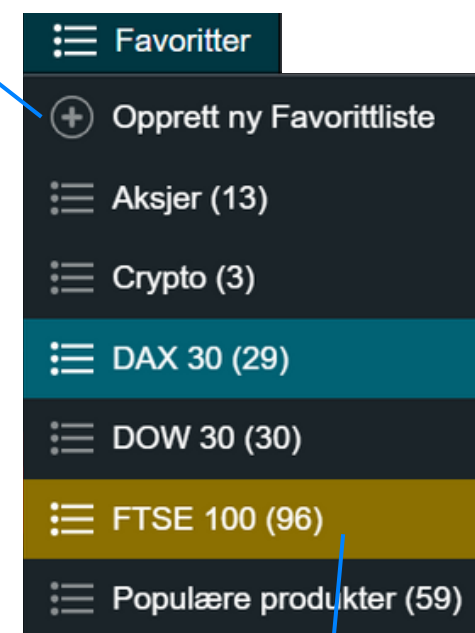 Favoritter
Opprett ny Favorittliste
Aksjer (13)
Crypto (3)
DAX 30 (29)
DOW 30 (30)
FTSE 100 (96)
Populære produkter (59)